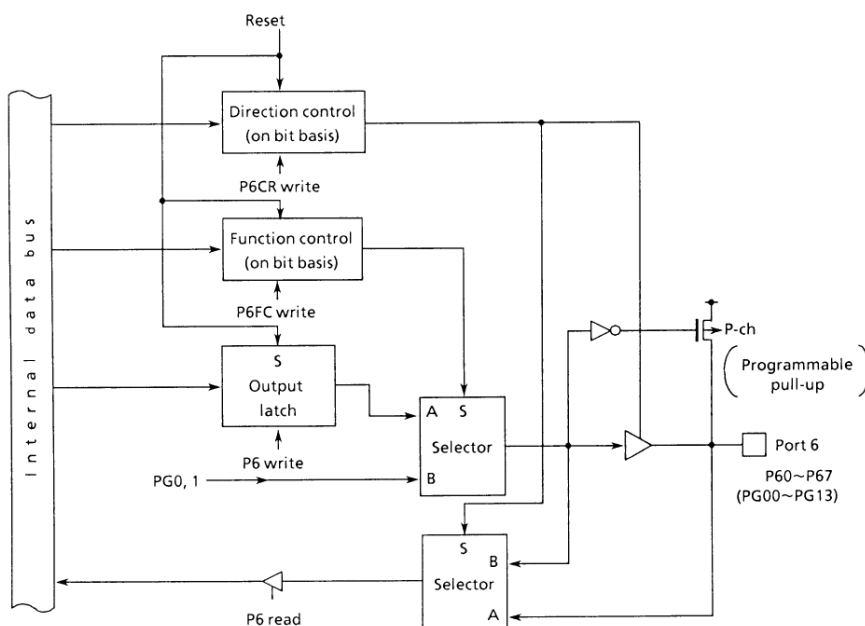 Reset
Direction control
(on bit basis)
P6CR write
Function control
(on bit basis)
P6FC write
S
Output
latch
P6 write
PG0, 1
A S
Selector
B
P-ch
Programmable
pull-up
Port 6
P60~P67
(PG00~PG13)
S
B
Selector
A
P6 read
Internal data bus